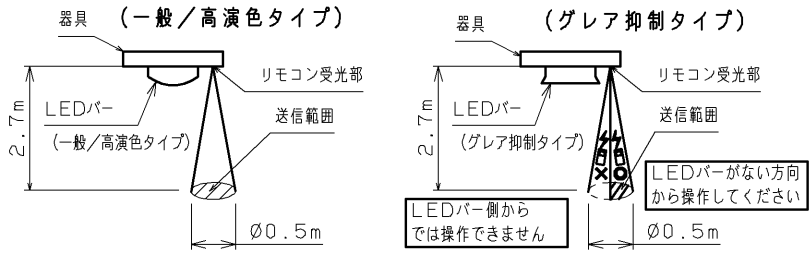 (一般/高演色タイプ)
器具
リモコン受光部
LEDバー
(一般/高演色タイプ)
送信範囲
2.7m
Ø0.5m
(グレア抑制タイプ)
器具
リモコン受光部
LEDバー
(グレア抑制タイプ)
送信範囲
2.7m
LEDバーがない方向
から操作してください
LEDバー側から
では操作できません
Ø0.5m